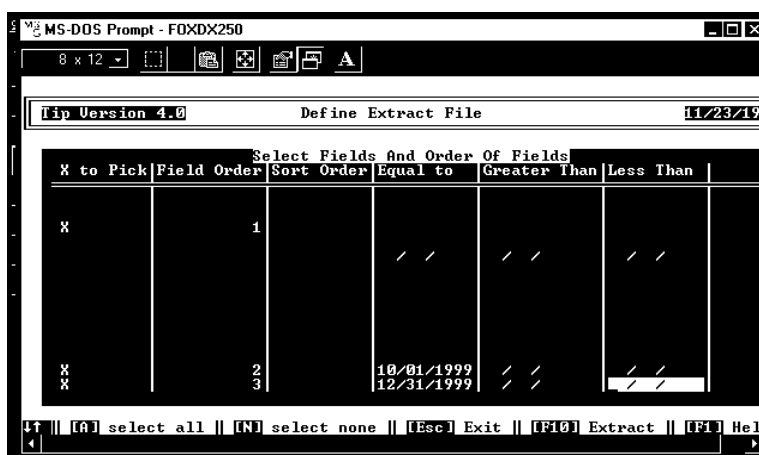 MS-DOS Prompt - FOXDX250
8 x 12 A
Tip Version 4.0 Define Extract File 11/23/19
Select Fields And Order Of Fields
X to Pick|Field Order|Sort Order|Equal to |Greater Than|Less Than |
X 1
/ / / / / /
X 2 10/01/1999 / / / /
X 3 12/31/1999 / / / /
↓↑ || [A] select all || [N] select none || [Esc] Exit || [F10] Extract || [F1] Hel